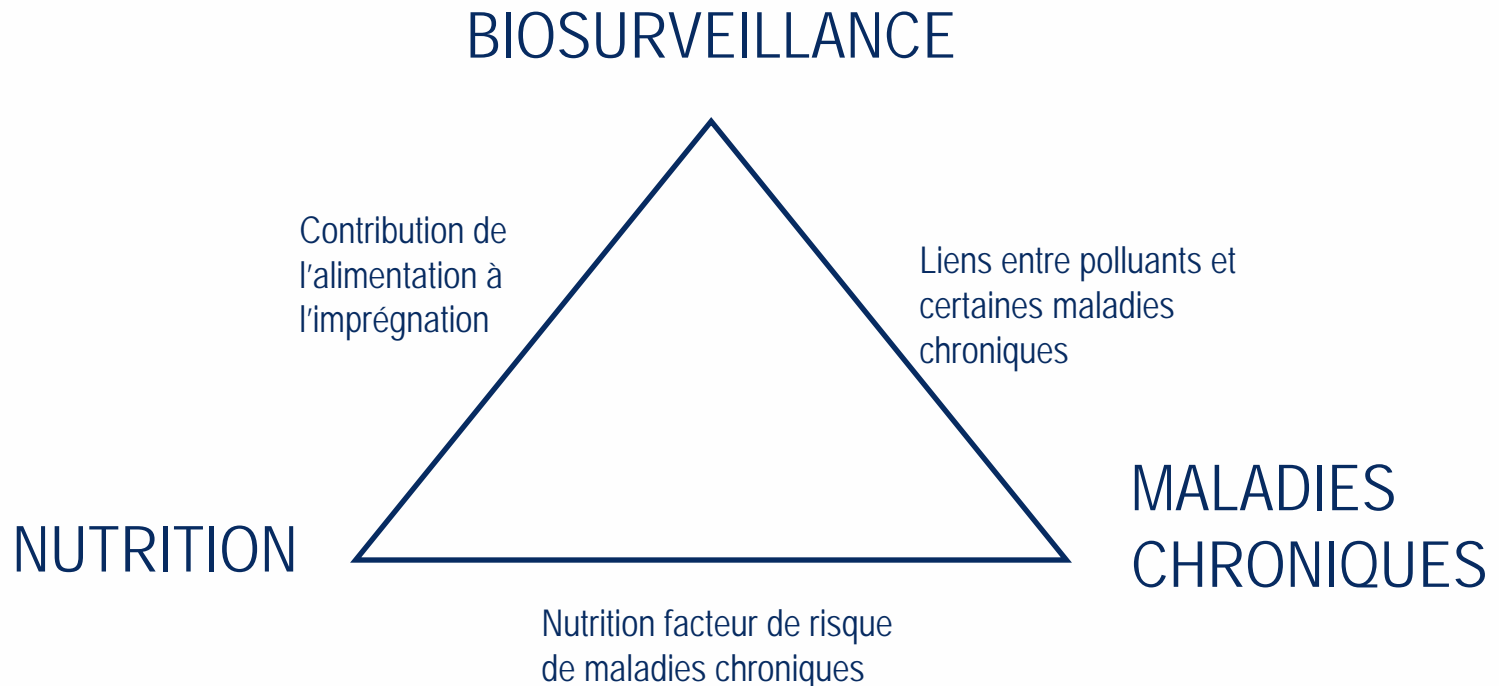 BIOSURVEILLANCE
Contribution de
l'alimentation à
l'imprégnation
Liens entre polluants et
certaines maladies
chroniques
NUTRITION
MALADIES
CHRONIQUES
Nutrition facteur de risque
de maladies chroniques